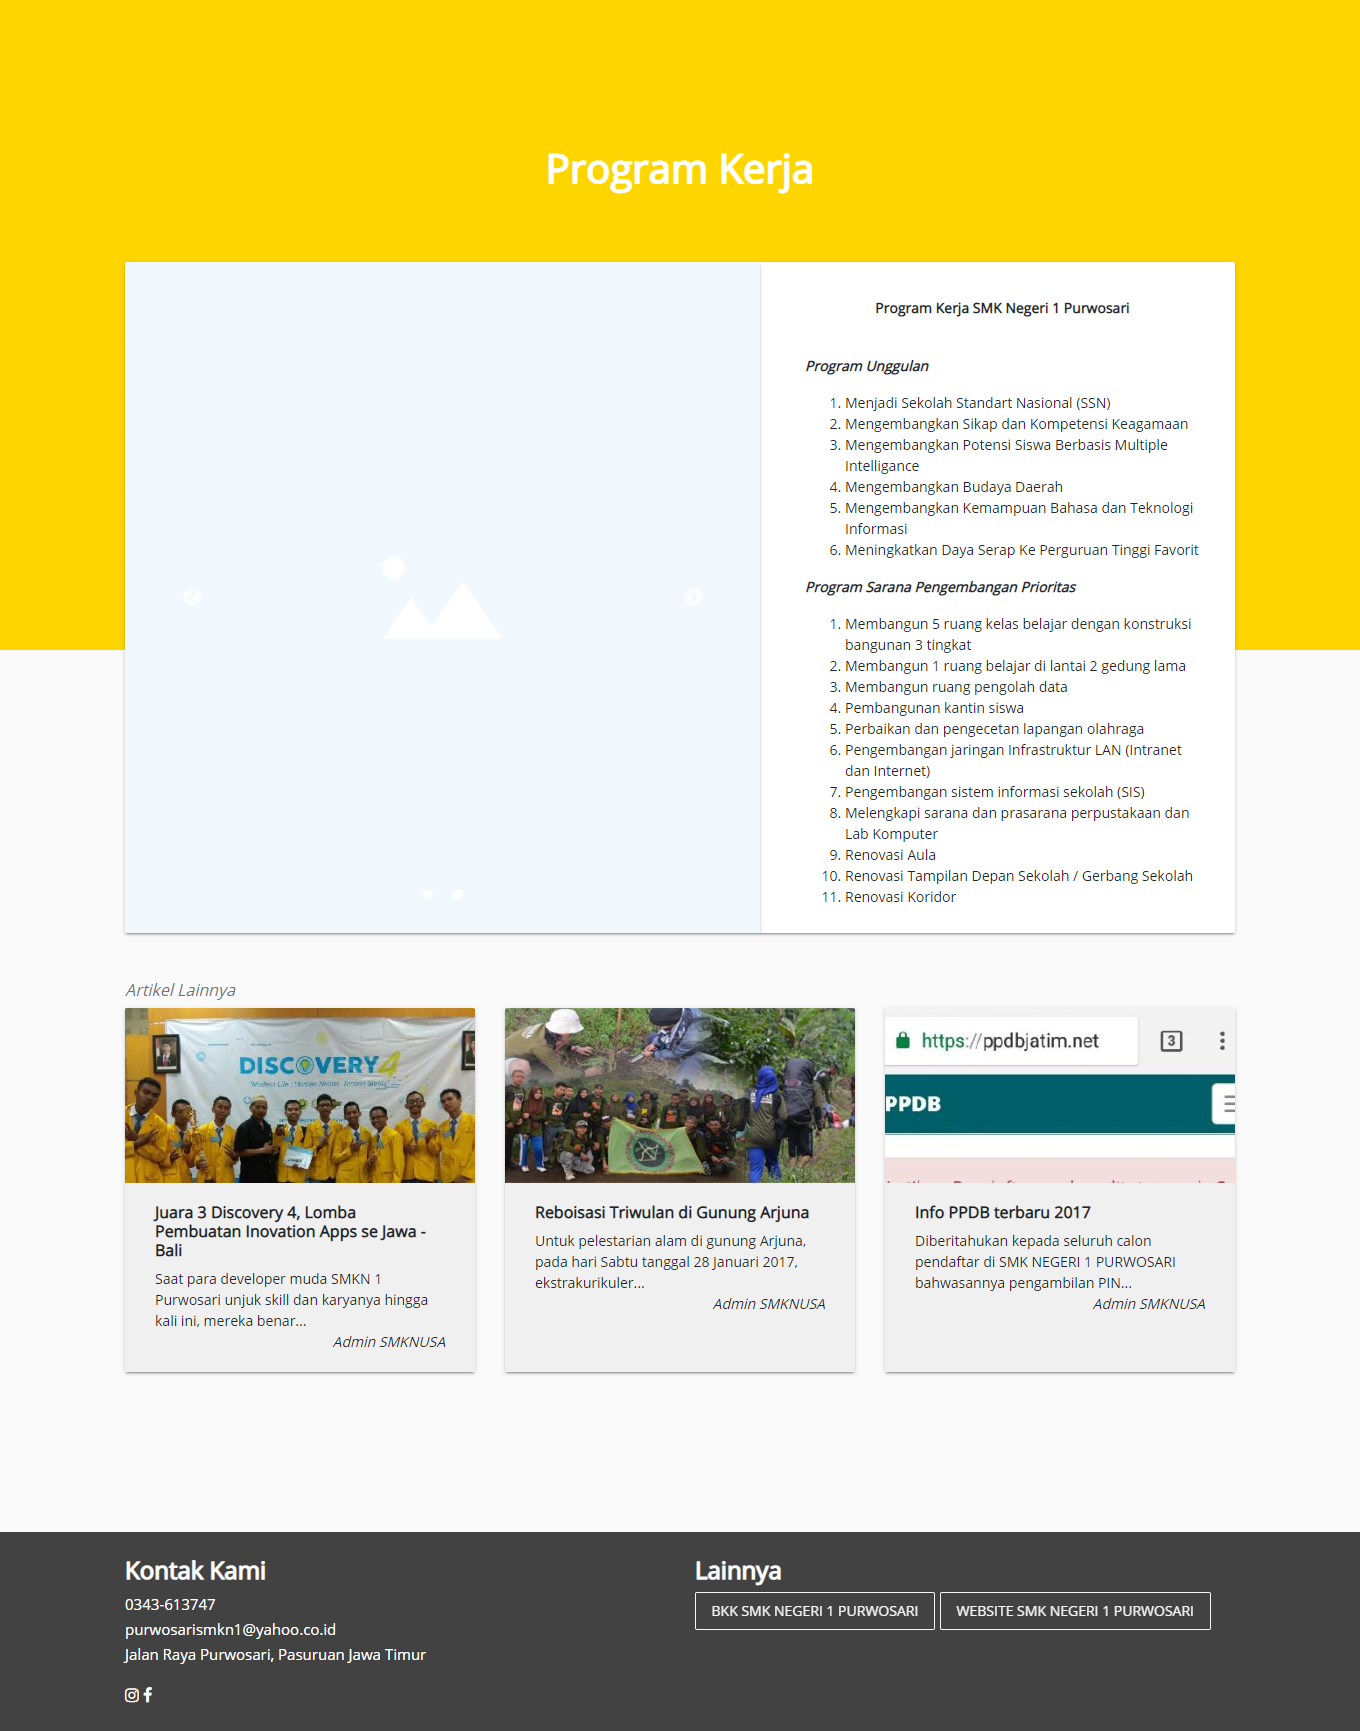 Program Kerja
Program Kerja SMK Negeri 1 Purwosari
Program Unggulan
1. Menjadi Sekolah Standart Nasional (SSN)
2. Mengembangkan Sikap dan Kompetensi Keagamaan
3. Mengembangkan Potensi Siswa Berbasis Multiple
Intelligance
4. Mengembangkan Budaya Daerah
5. Mengembangkan Kemampuan Bahasa dan Teknologi
Informasi
6. Meningkatkan Daya Serap Ke Perguruan Tinggi Favorit
Program Sarana Pengembangan Prioritas
1. Membangun 5 ruang kelas belajar dengan konstruksi
bangunan 3 tingkat
2. Membangun 1 ruang belajar di lantai 2 gedung lama
3. Membangun ruang pengolah data
4. Pembangunan kantin siswa
5. Perbaikan dan pengecetan lapangan olahraga
6. Pengembangan jaringan Infrastruktur LAN (Intranet
dan Internet)
7. Pengembangan sistem informasi sekolah (SIS)
8. Melengkapi sarana dan prasarana perpustakaan dan
Lab Komputer
9. Renovasi Aula
10. Renovasi Tampilan Depan Sekolah / Gerbang Sekolah
11. Renovasi Koridor
Artikel Lainnya
DISCOVERY 4
Juara 3 Discovery 4, Lomba
Pembuatan Inovation Apps se Jawa -
Bali
Saat para developer muda SMKN 1
Purwosari unjuk skill dan karyanya hingga
kali ini, mereka benar...
Admin SMKNUSA
Reboisasi Triwulan di Gunung Arjuna
Untuk pelestarian alam di gunung Arjuna,
pada hari Sabtu tanggal 28 Januari 2017,
ekstrakurikuler...
Admin SMKNUSA
https://ppdbjatim.net
3
PPDB
Info PPDB terbaru 2017
Diberitahukan kepada seluruh calon
pendaftar di SMK NEGERI 1 PURWOSARI
bahwasannya pengambilan PIN...
Admin SMKNUSA
Kontak Kami
0343-613747
purwosarismkn1@yahoo.co.id
Jalan Raya Purwosari, Pasuruan Jawa Timur
Lainnya
BKK SMK NEGERI 1 PURWOSARI
WEBSITE SMK NEGERI 1 PURWOSARI